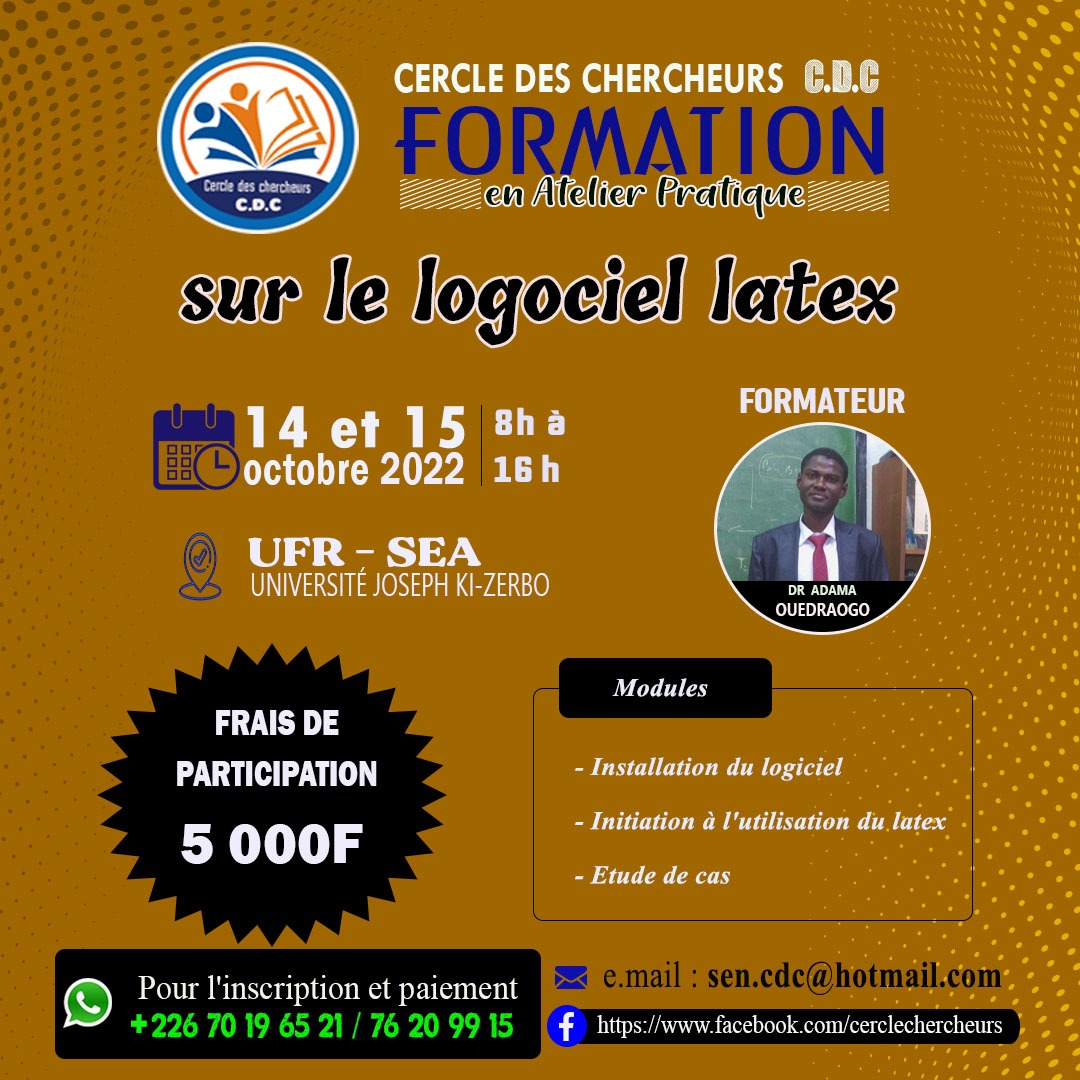 Cercle des chercheurs
C.D.C
CERCLE DES CHERCHEURS C.D.C
FORMATION
en Atelier Pratique
sur le logociel latex
14 et 15
octobre 2022
8h à
16 h
UFR - SEA
UNIVERSITÉ JOSEPH KI-ZERBO
FORMATEUR
DR ADAMA
OUEDRAOGO
FRAIS DE
PARTICIPATION
5 000F
Modules
- Installation du logiciel
- Initiation à l'utilisation du latex
- Etude de cas
Pour l'inscription et paiement
+226 70 19 65 21 / 76 20 99 15
e.mail : sen.cdc@hotmail.com
https://www.facebook.com/cerclechercheurs